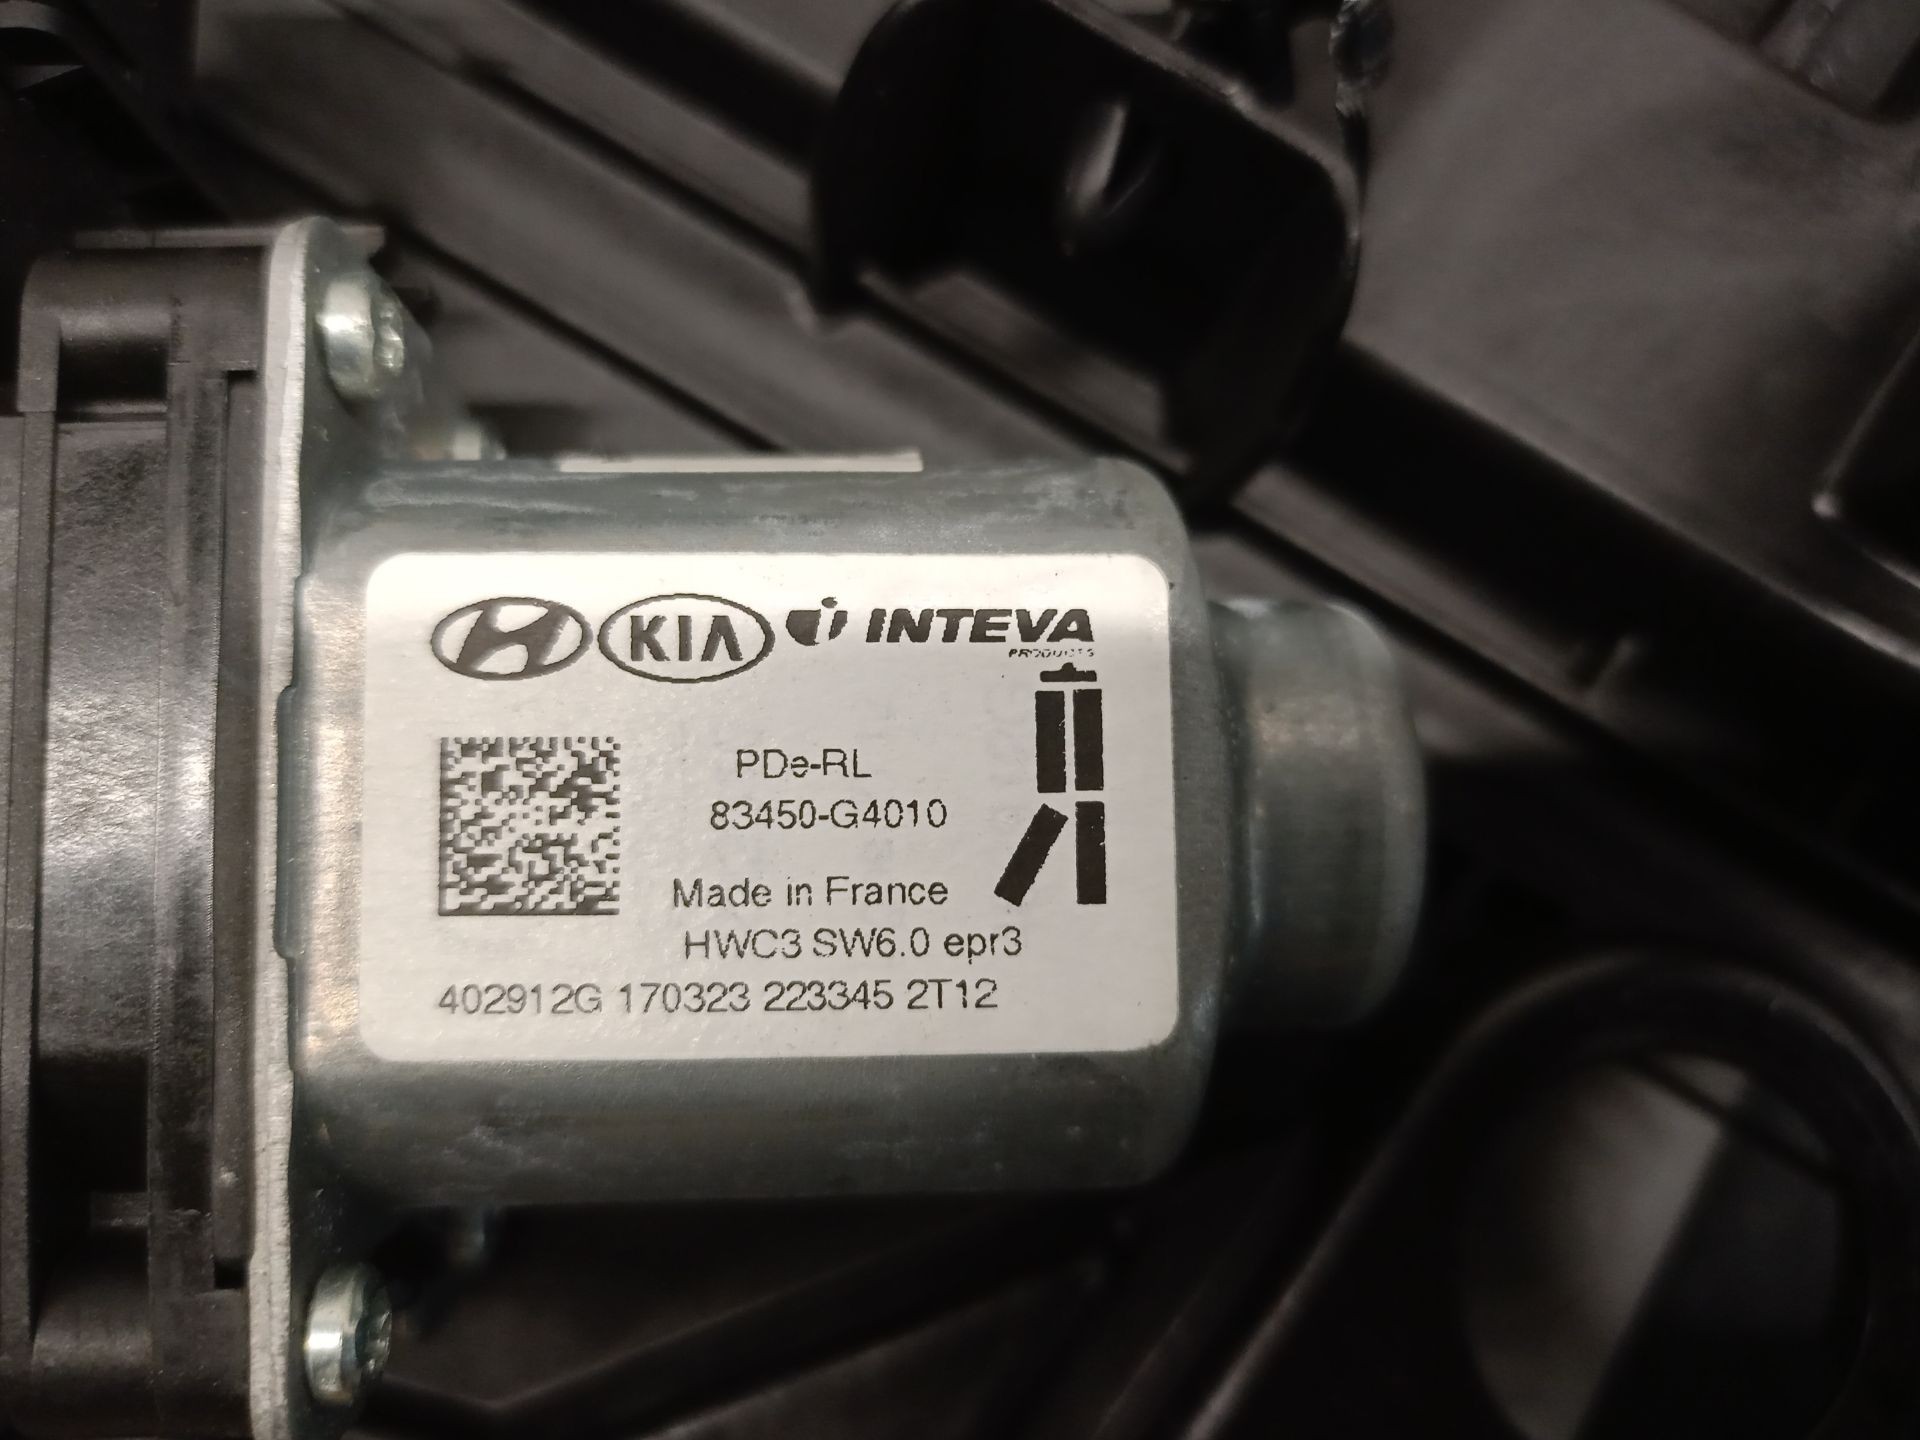 KIA INTEVA
PRODUCTS
PDe-RL
83450-G4010
Made in France
HWC3 SW6.0 epr3
402912G 170323 223345 2T12